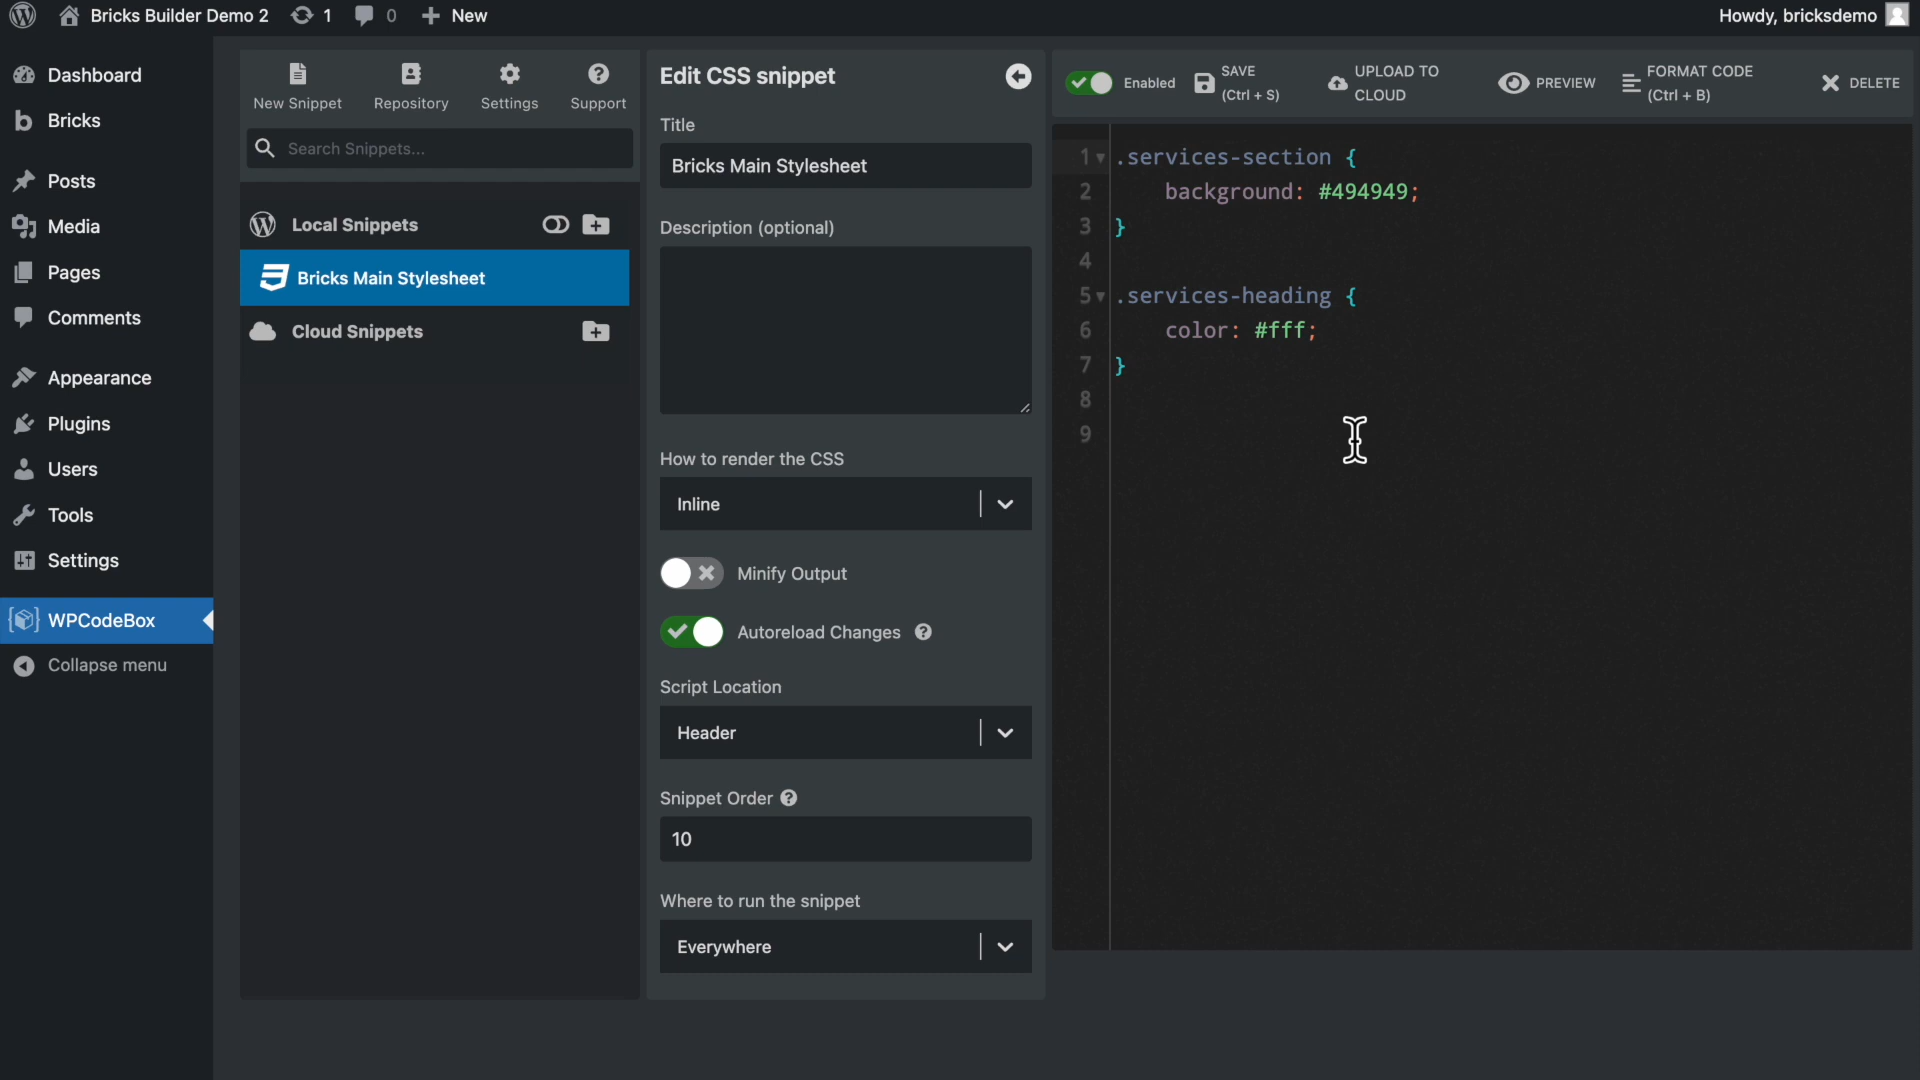 Bricks Builder Demo 2
1
0
New
Howdy, bricksdemo
Dashboard
Bricks
Posts
Media
Pages
Comments
Appearance
Plugins
Users
Tools
Settings
WPCodeBox
Collapse menu
New Snippet
Repository
Settings
Support
Search Snippets...
Local Snippets
Bricks Main Stylesheet
Cloud Snippets
Edit CSS snippet
Title
Bricks Main Stylesheet
Description (optional)
How to render the CSS
Inline
Minify Output
Autoreload Changes
Script Location
Header
Snippet Order
10
Where to run the snippet
Everywhere
Enabled
SAVE
(Ctrl + S)
UPLOAD TO
CLOUD
PREVIEW
FORMAT CODE
(Ctrl + B)
DELETE
1 .services-section {
2 background: #494949;
3 }
4
5 .services-heading {
6 color: #fff;
7 }
8
9